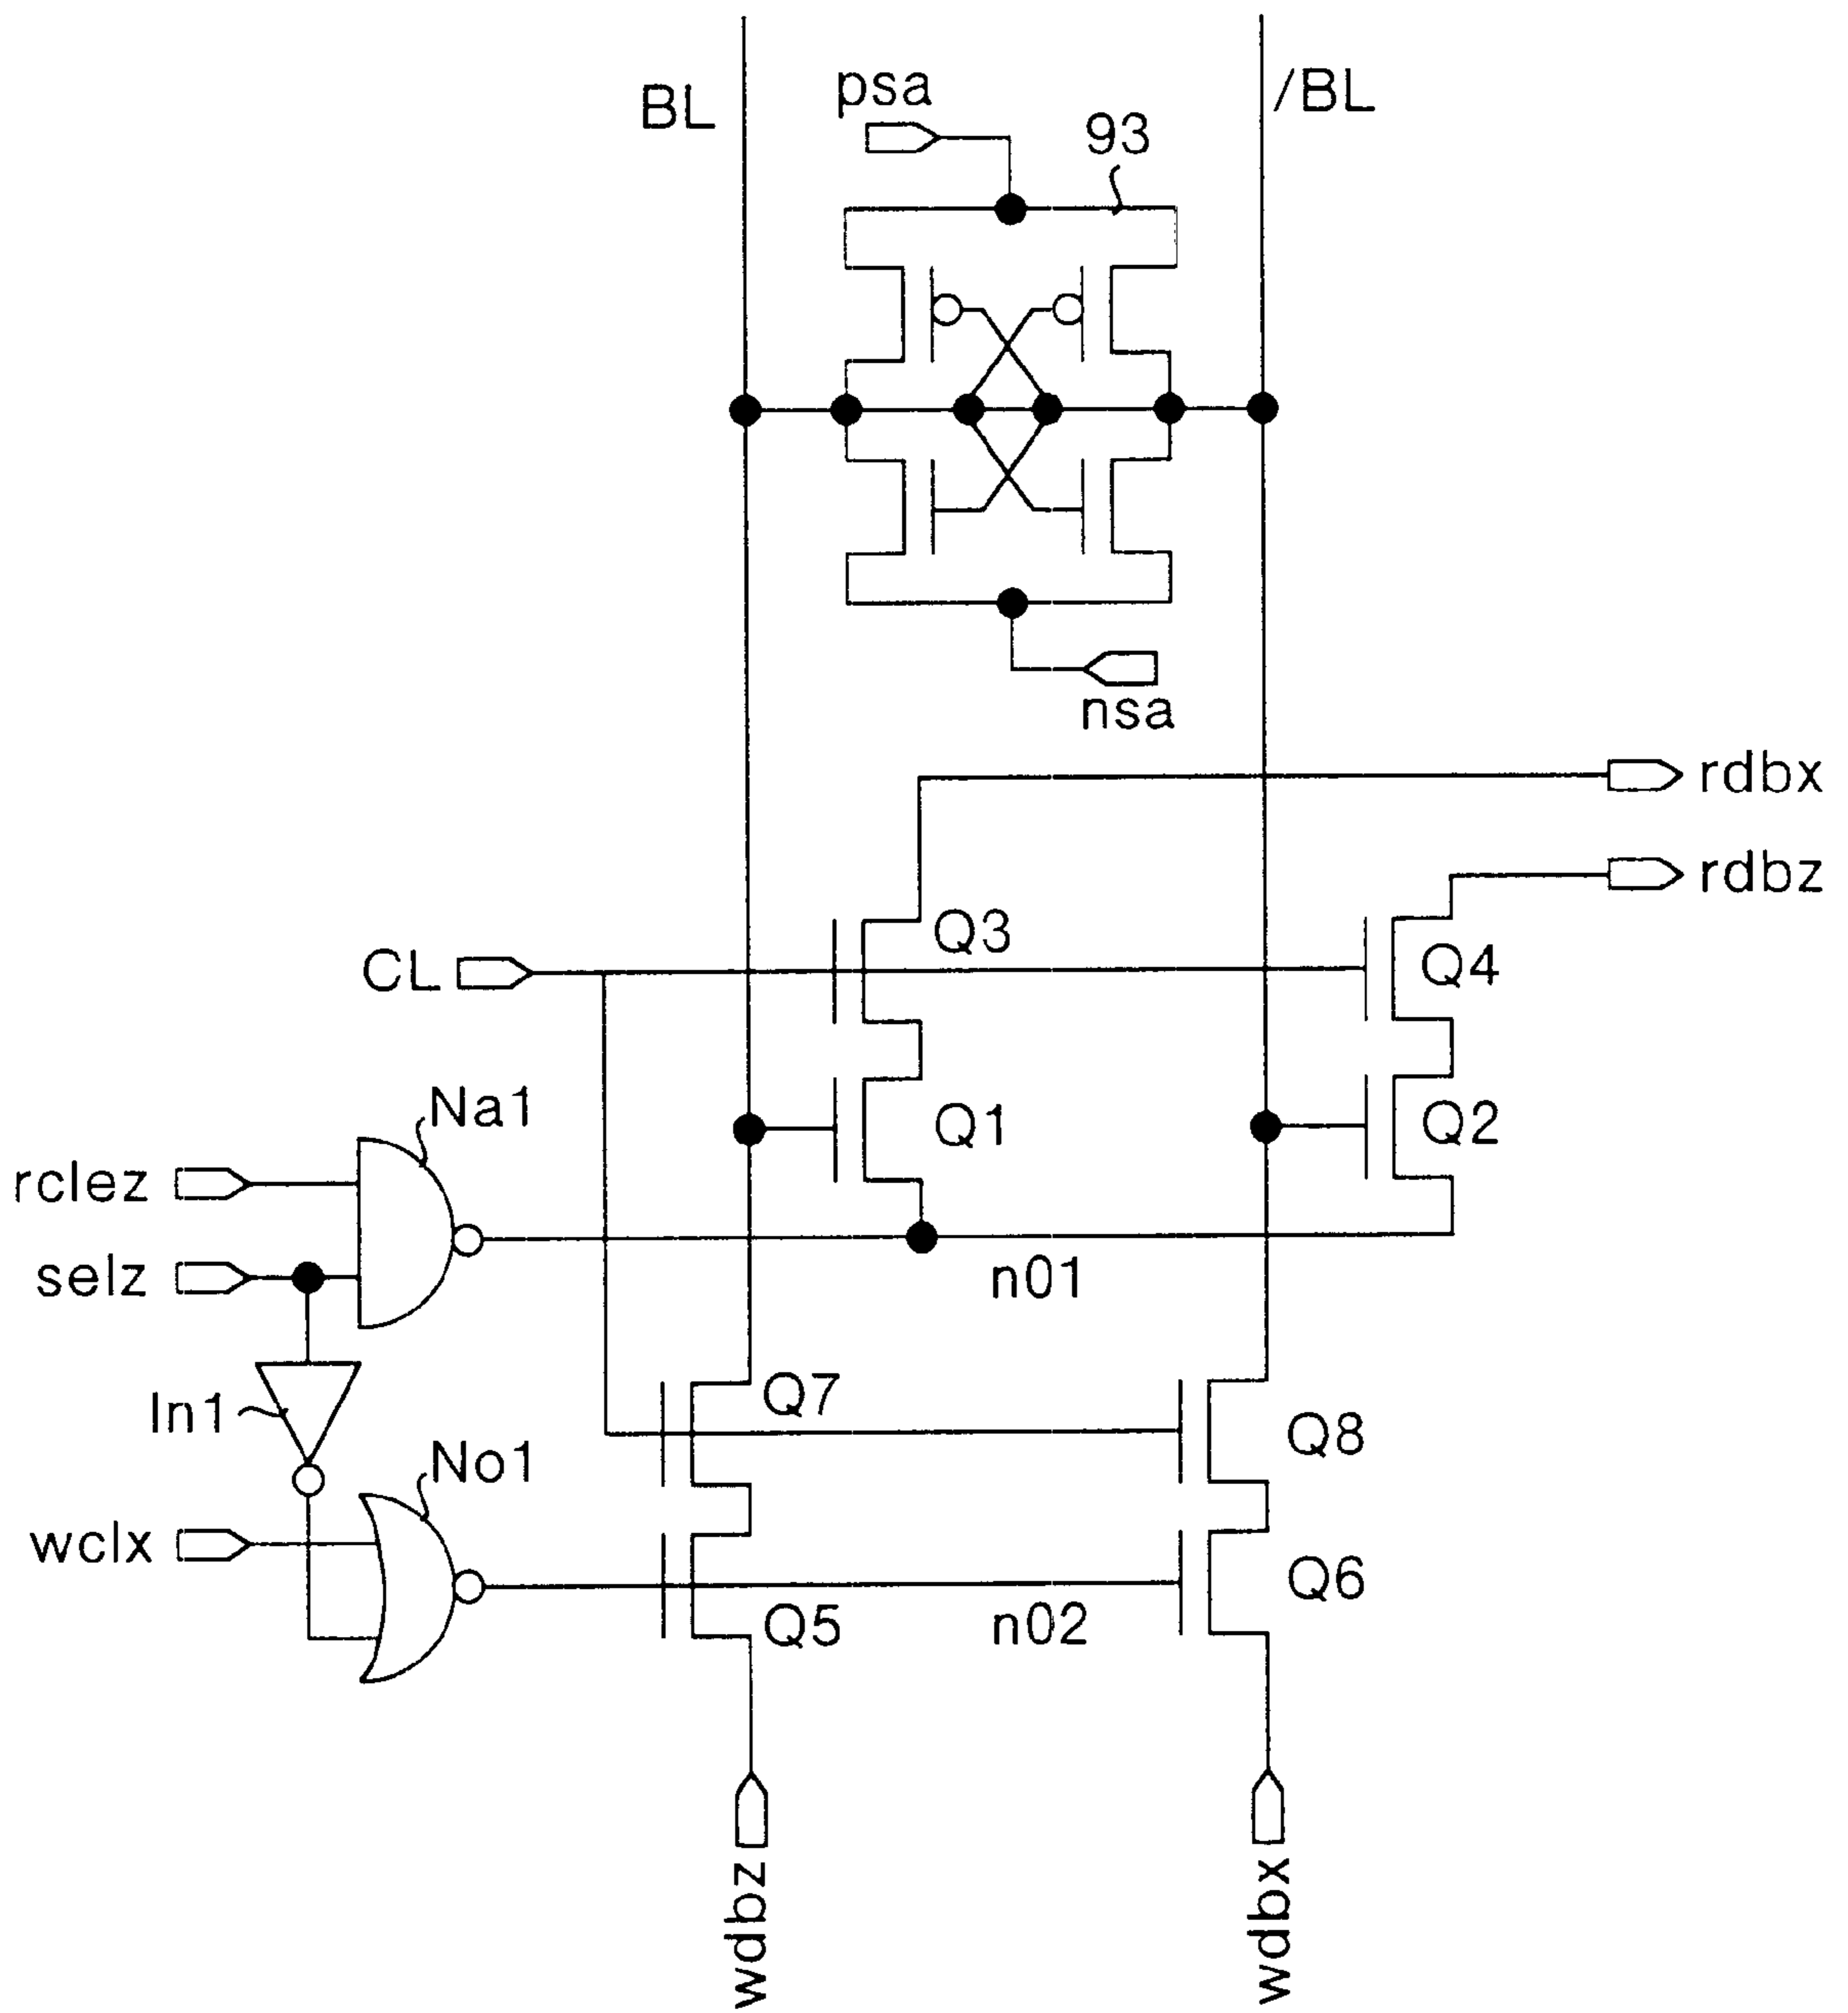 BL
psa
93
/BL
nsa
rdbx
rdbz
Q3
CL
Q4
Na1
Q1
Q2
rclez
selz
n01
In1
Q7
Q8
No1
wclx
Q6
Q5
n02
wdbz
wdbx